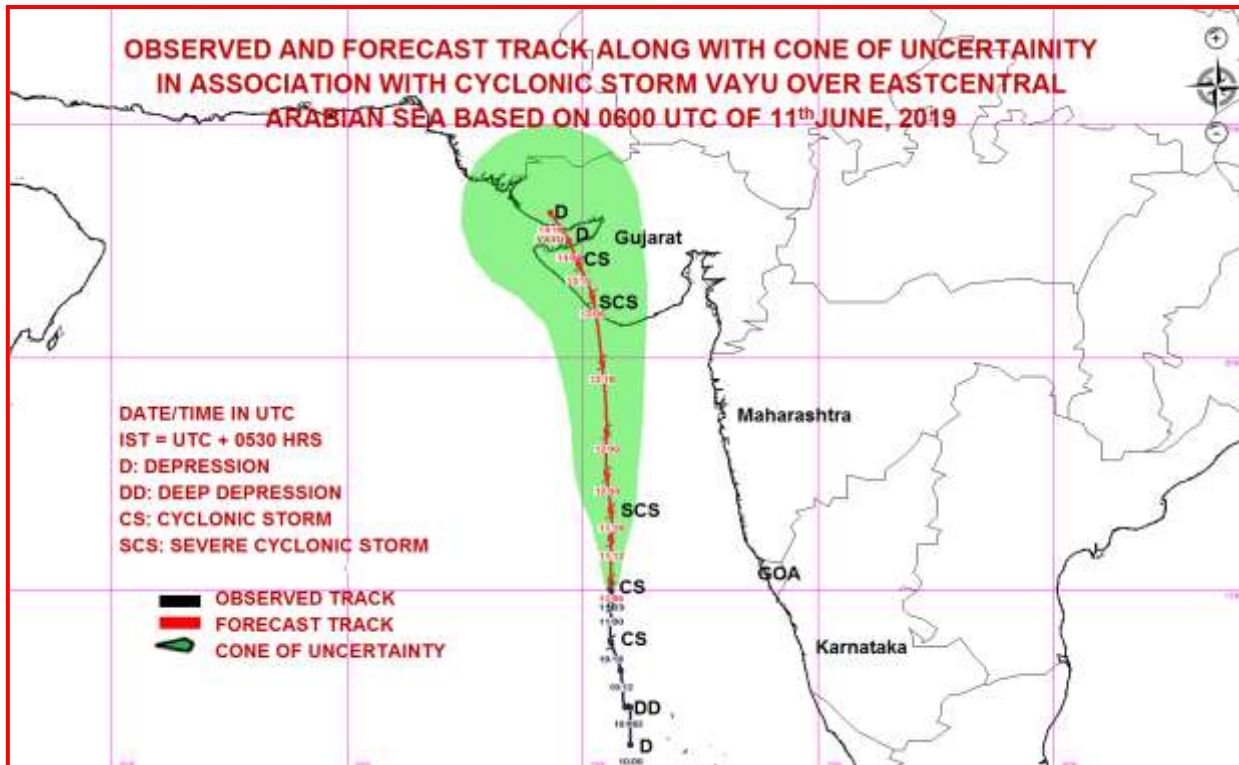 OBSERVED AND FORECAST TRACK ALONG WITH CONE OF UNCERTAINITY
IN ASSOCIATION WITH CYCLONIC STORM VAYU OVER EASTCENTRAL
ARABIAN SEA BASED ON 0600 UTC OF 11th JUNE, 2019
D
D
VAYU
Gujarat
CS
SCS
Maharashtra
DATE/TIME IN UTC
IST = UTC + 0530 HRS
D: DEPRESSION
DD: DEEP DEPRESSION
CS: CYCLONIC STORM
SCS: SEVERE CYCLONIC STORM
SCS
GOA
CS
OBSERVED TRACK
FORECAST TRACK
CONE OF UNCERTAINTY
CS
Karnataka
DD
D